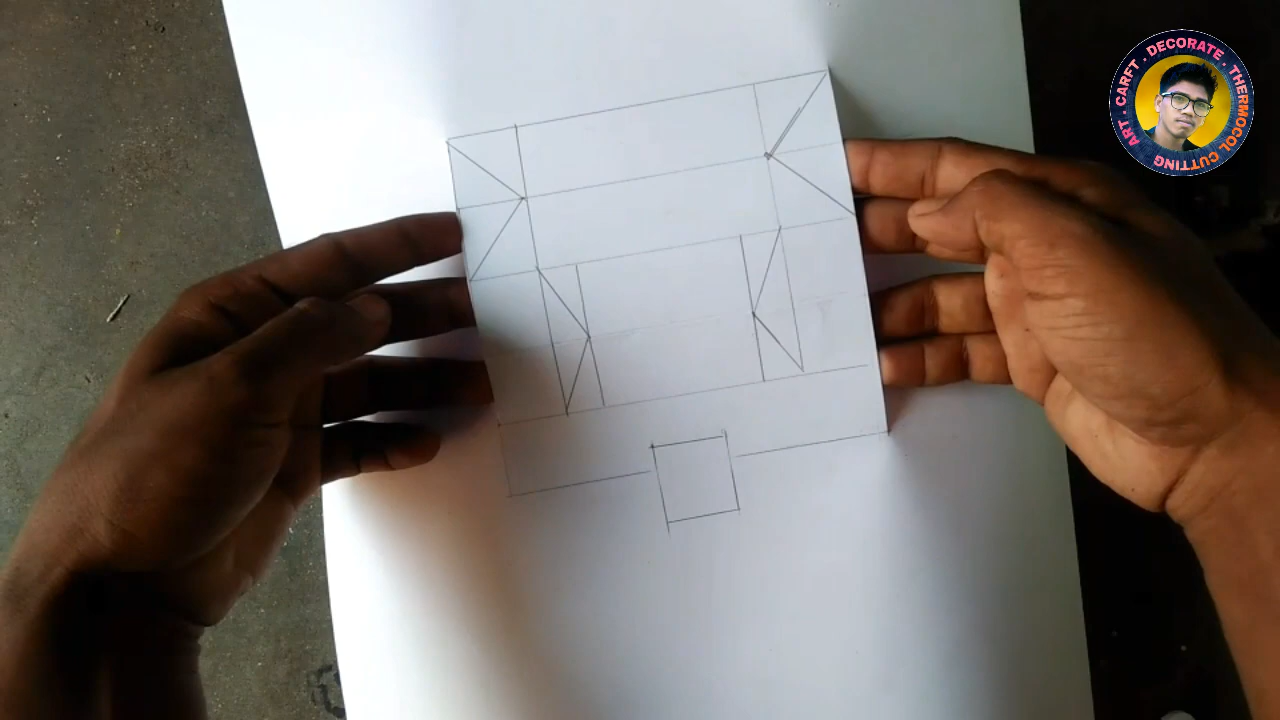 ART . CARFT . DECORATE . THERMOCOL CUTTING